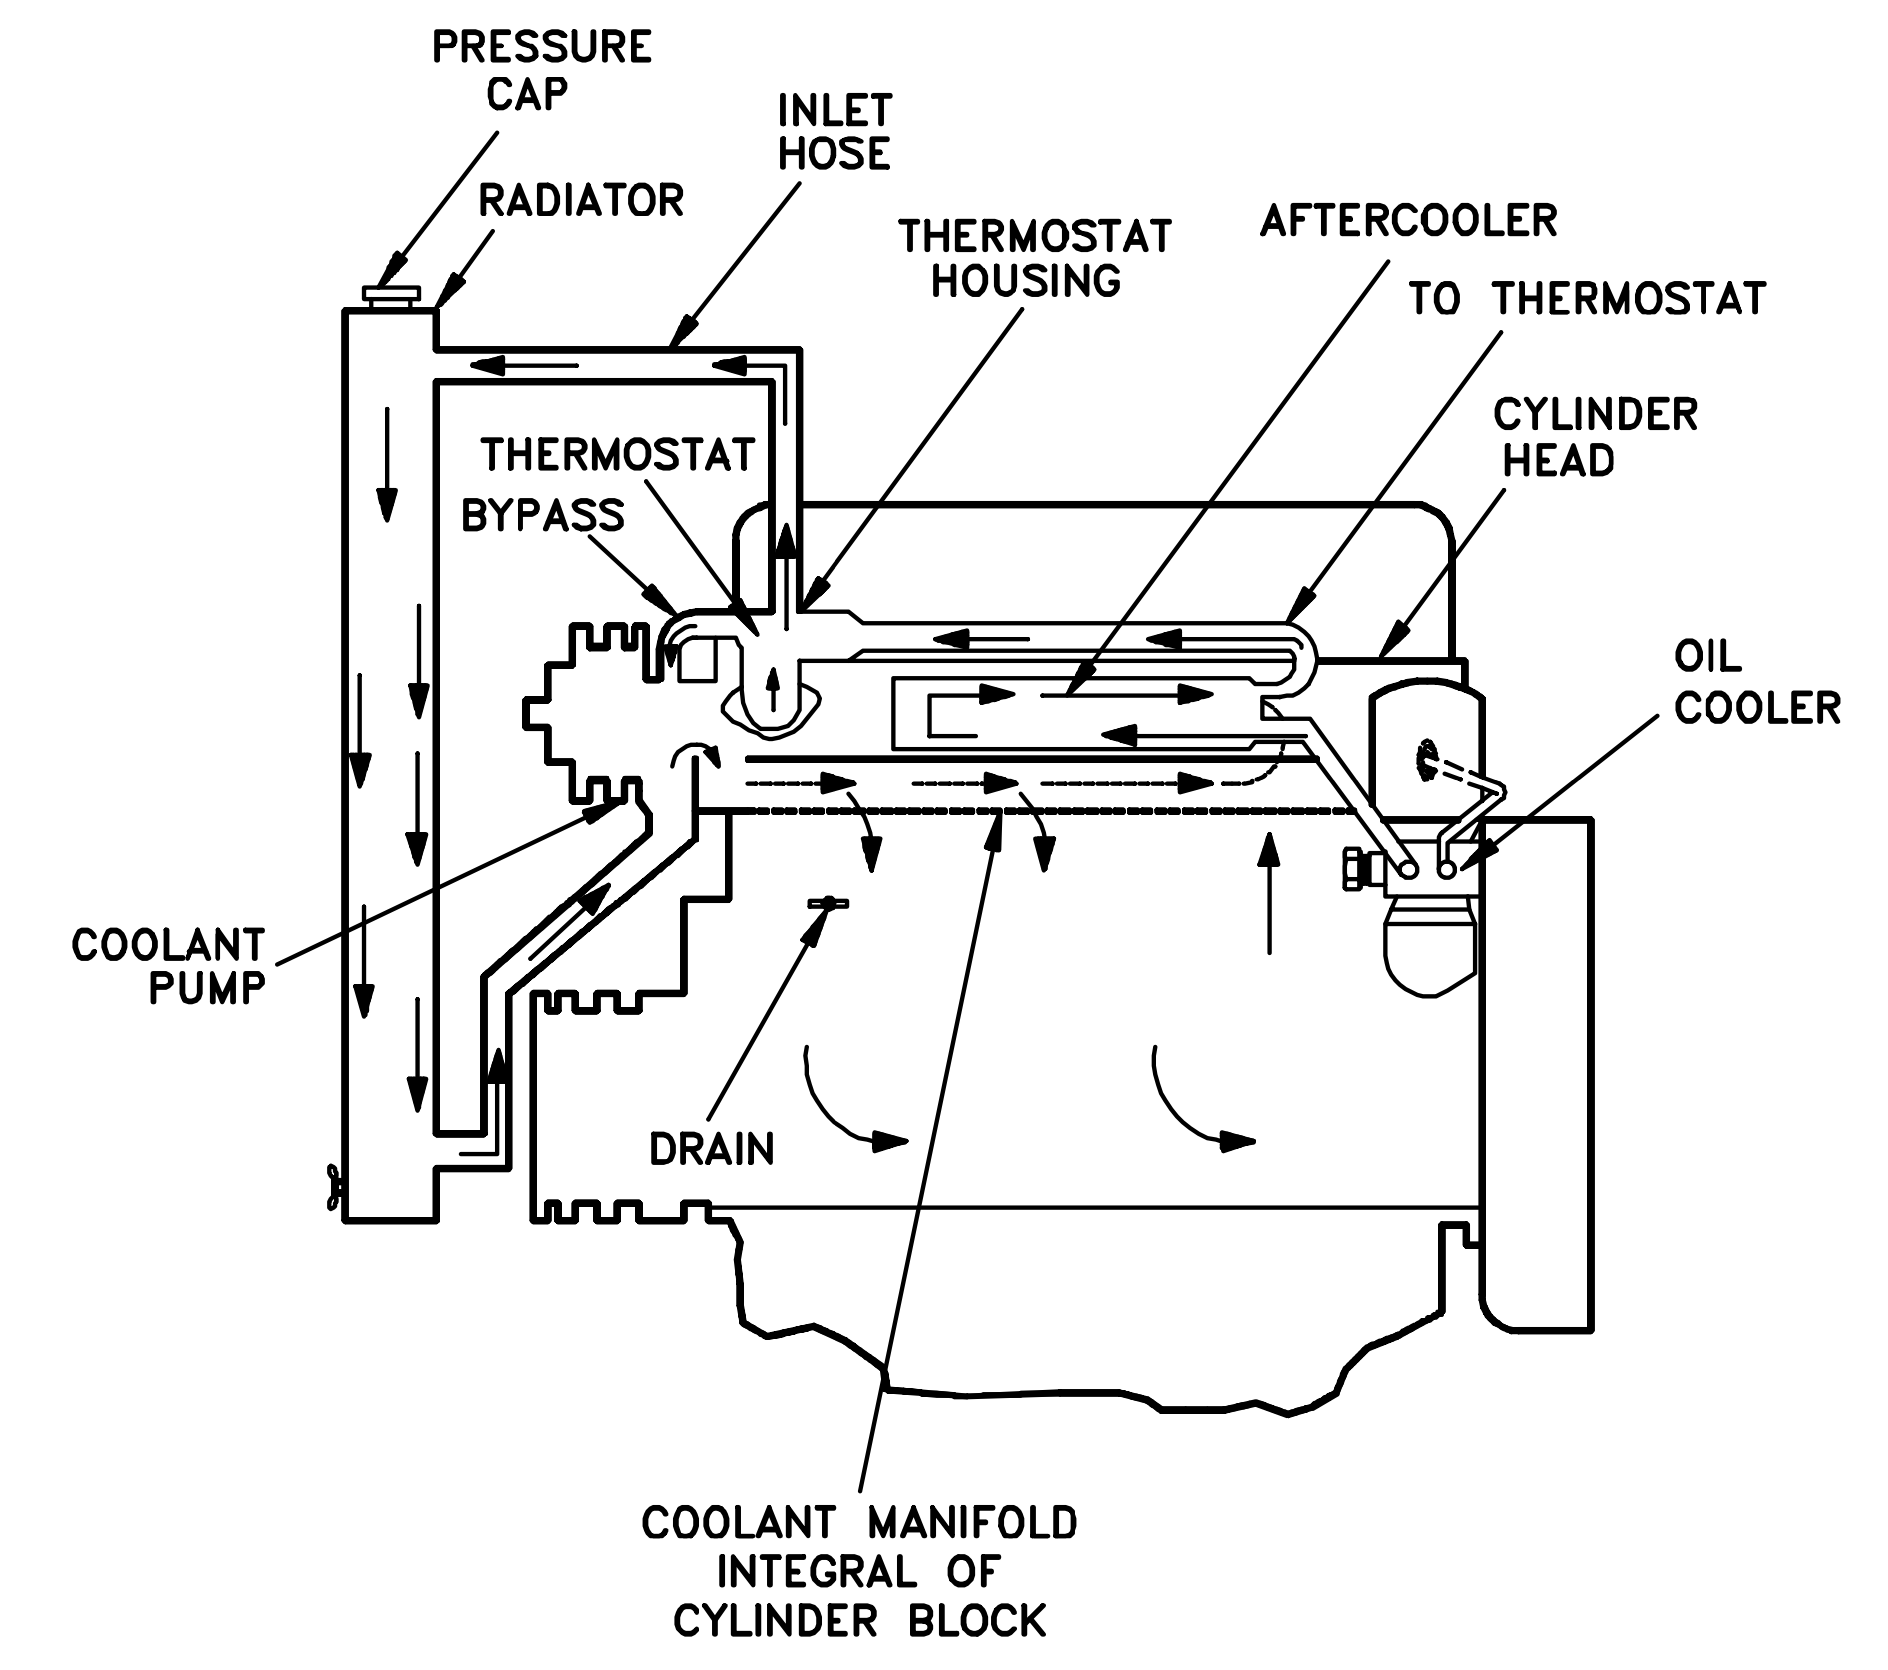 PRESSURE
CAP
INLET
HOSE
RADIATOR
THERMOSTAT
HOUSING
AFTERCOOLER
TO THERMOSTAT
CYLINDER
HEAD
THERMOSTAT
BYPASS
OIL
COOLER
COOLANT
PUMP
DRAIN
COOLANT MANIFOLD
INTEGRAL OF
CYLINDER BLOCK